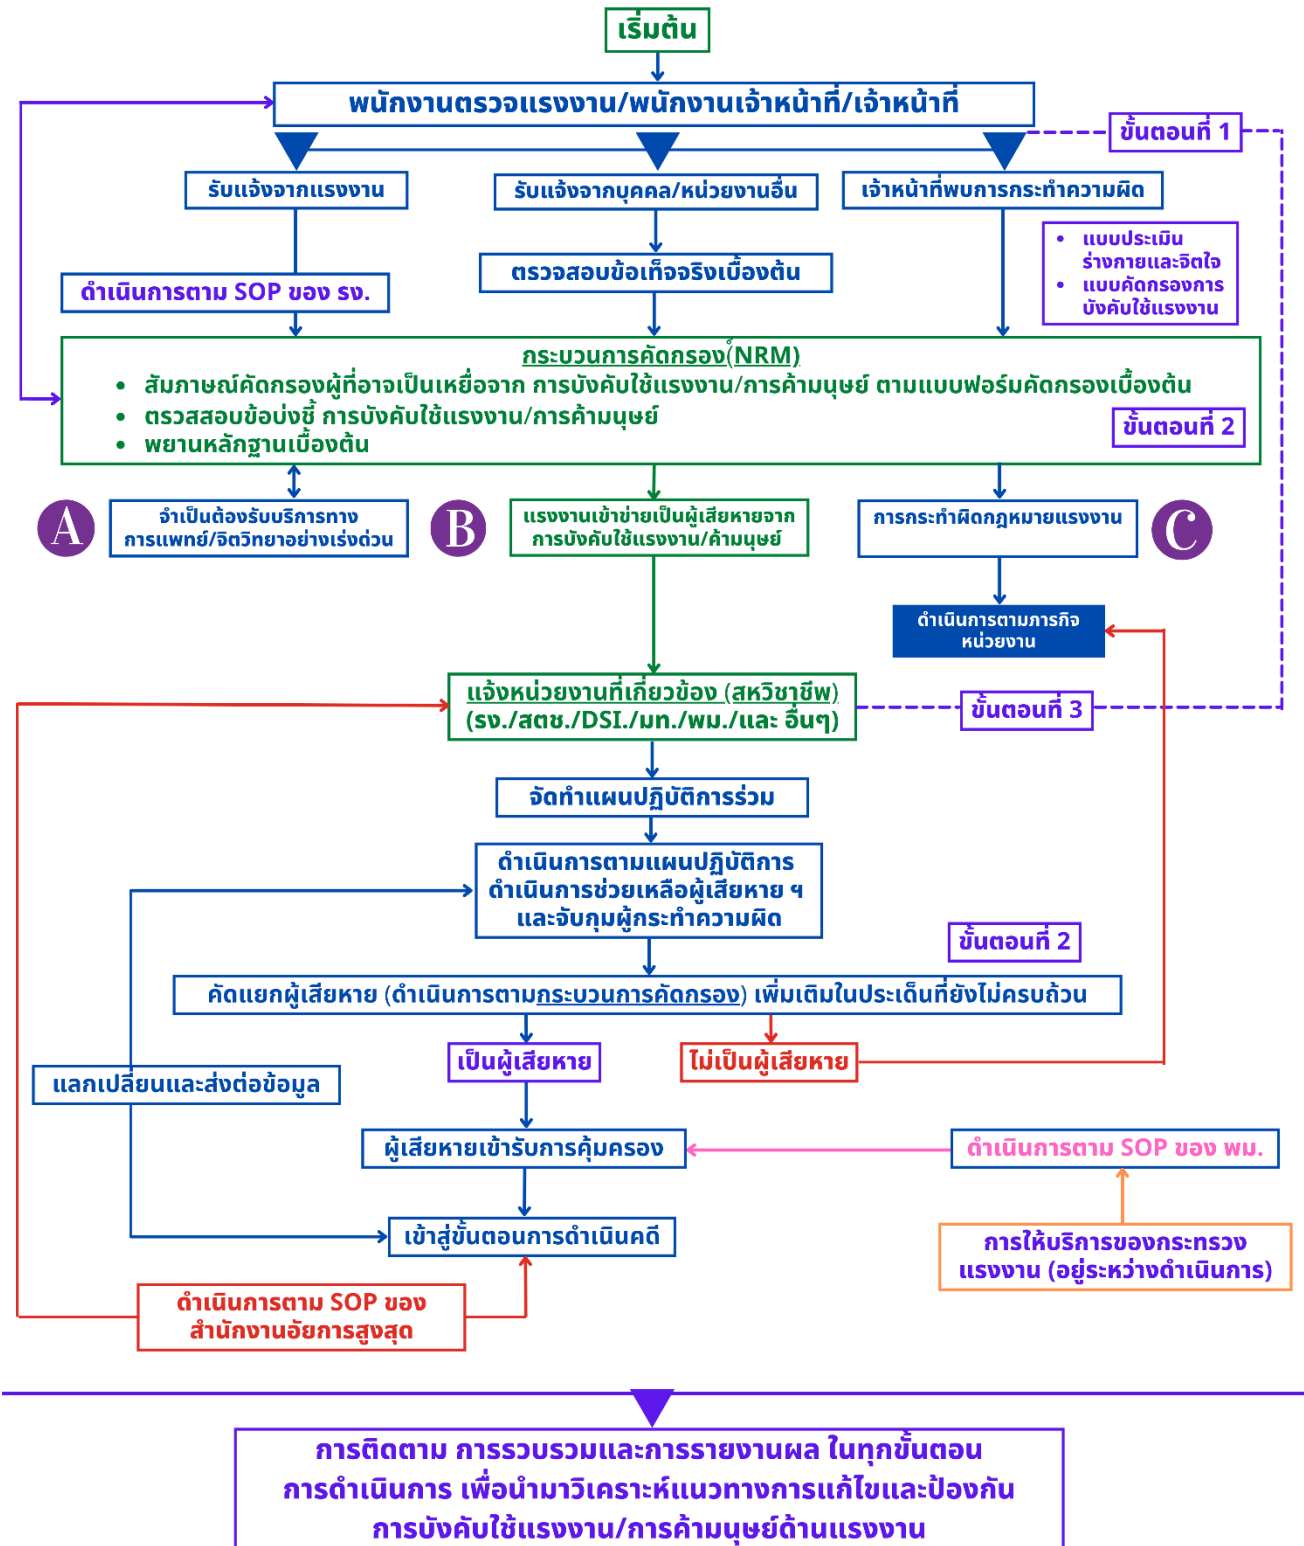 เริ่มต้น
พนักงานตรวจแรงงาน/พนักงานเจ้าหน้าที่/เจ้าหน้าที่
ขั้นตอนที่ 1
รับแจ้งจากแรงงาน
รับแจ้งจากบุคคล/หน่วยงานอื่น
เจ้าหน้าที่พบการกระทำความผิด
• แบบประเมิน
ร่างกายและจิตใจ
• แบบคัดกรองการ
บังคับใช้แรงงาน
ตรวจสอบข้อเท็จจริงเบื้องต้น
ดำเนินการตาม SOP ของ รง.
กระบวนการคัดกรอง์(NRM)
• สัมภาษณ์คัดกรองผู้ที่อาจเป็นเหยื่อจาก การบังคับใช้แรงงาน/การค้ามนุษย์ ตามแบบฟอร์มคัดกรองเบื้องต้น
• ตรวสสอบข้อบ่งชี้ การบังคับใช้แรงงาน/การค้ามนุษย์
• พยานหลักฐานเบื้องต้น
ขั้นตอนที่ 2
A
จำเป็นต้องรับบริการทาง
การแพทย์/จิตวิทยาอย่างเร่งด่วน
B
แรงงานเข้าข่ายเป็นผู้เสียหายจาก
การบังคับใช้แรงงาน/ค้ามนุษย์
การกระทำผิดกฎหมายแรงงาน
C
ดำเนินการตามภารกิจ
หน่วยงาน
แจ้งหน่วยงานที่เกี่ยวข้อง (สหวิชาชีพ)
(รง./สตช./DSI./มท./พม./และ อื่นๆ)
ขั้นตอนที่ 3
จัดทำแผนปฏิบัติการร่วม
ดำเนินการตามแผนปฏิบัติการ
ดำเนินการช่วยเหลือผู้เสียหาย ฯ
และจับกุมผู้กระทำความผิด
ขั้นตอนที่ 2
คัดแยกผู้เสียหาย (ดำเนินการตามกระบวนการคัดกรอง) เพิ่มเติมในประเด็นที่ยังไม่ครบถ้วน
เป็นผู้เสียหาย
ไม่เป็นผู้เสียหาย
แลกเปลี่ยนและส่งต่อข้อมูล
ผู้เสียหายเข้ารับการคุ้มครอง
ดำเนินการตาม SOP ของ พม.
เข้าสู่ขั้นตอนการดำเนินคดี
การให้บริการของกระทรวง
แรงงาน (อยู่ระหว่างดำเนินการ)
ดำเนินการตาม SOP ของ
สำนักงานอัยการสูงสุด
การติดตาม การรวบรวมและการรายงานผล ในทุกขั้นตอน
การดำเนินการ เพื่อนำมาวิเคราะห์แนวทางการแก้ไขและป้องกัน
การบังคับใช้แรงงาน/การค้ามนุษย์ด้านแรงงาน